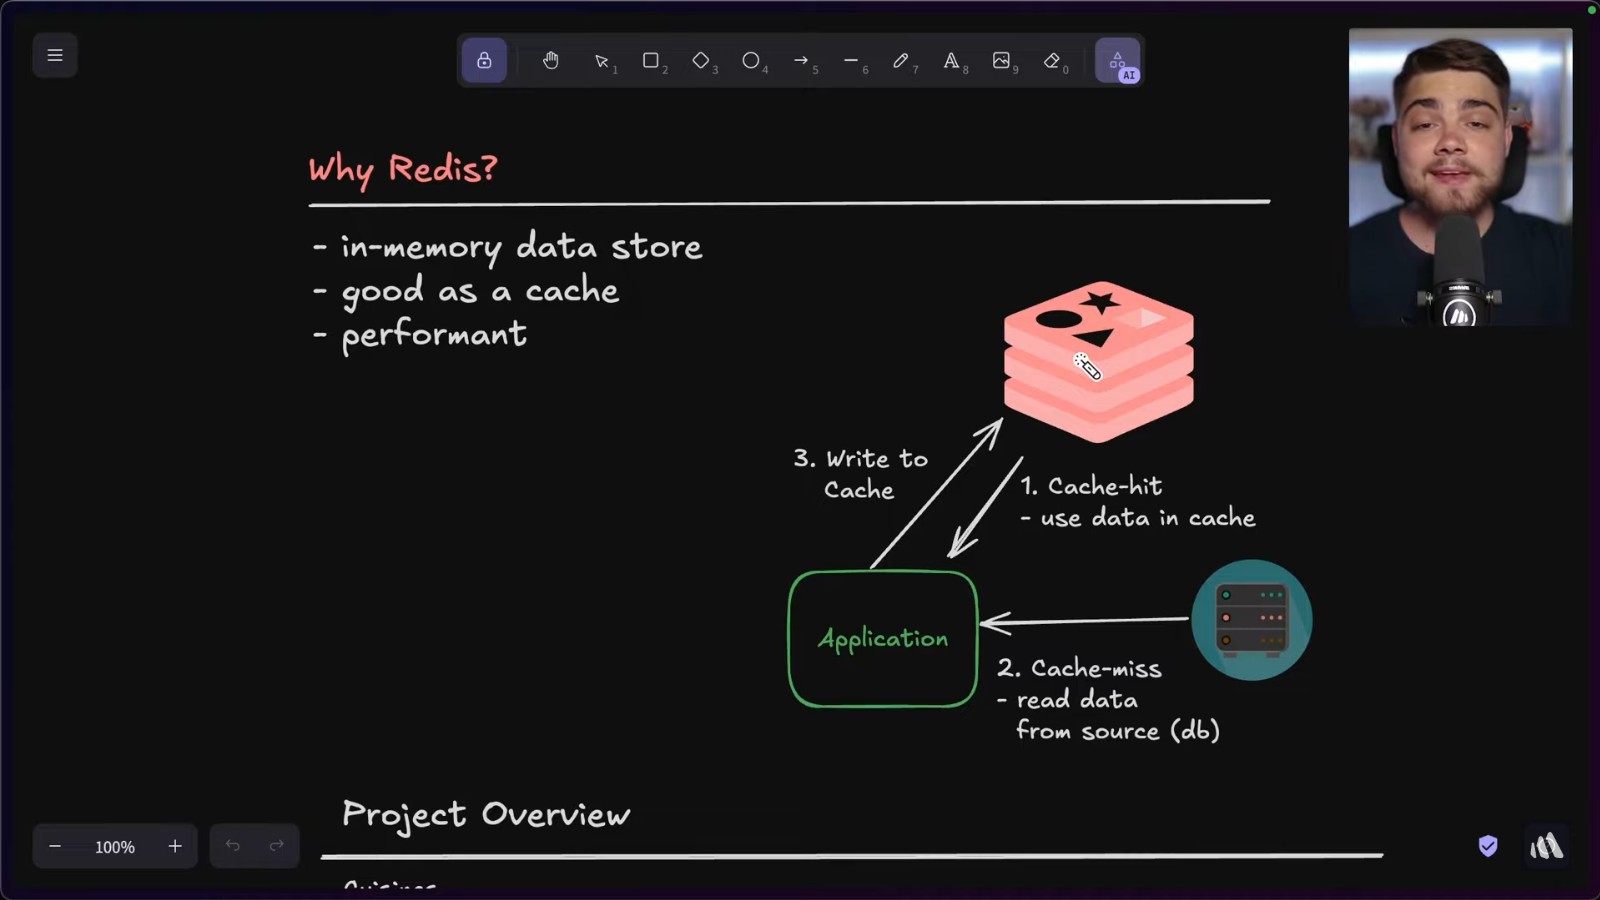 1
2
3
4
5
6
7
8
9
0
AI
Why Redis?
- in-memory data store
- good as a cache
- performant
3. Write to
Cache
1. Cache-hit
- use data in cache
Application
2. Cache-miss
- read data
from source (db)
Project Overview
100%